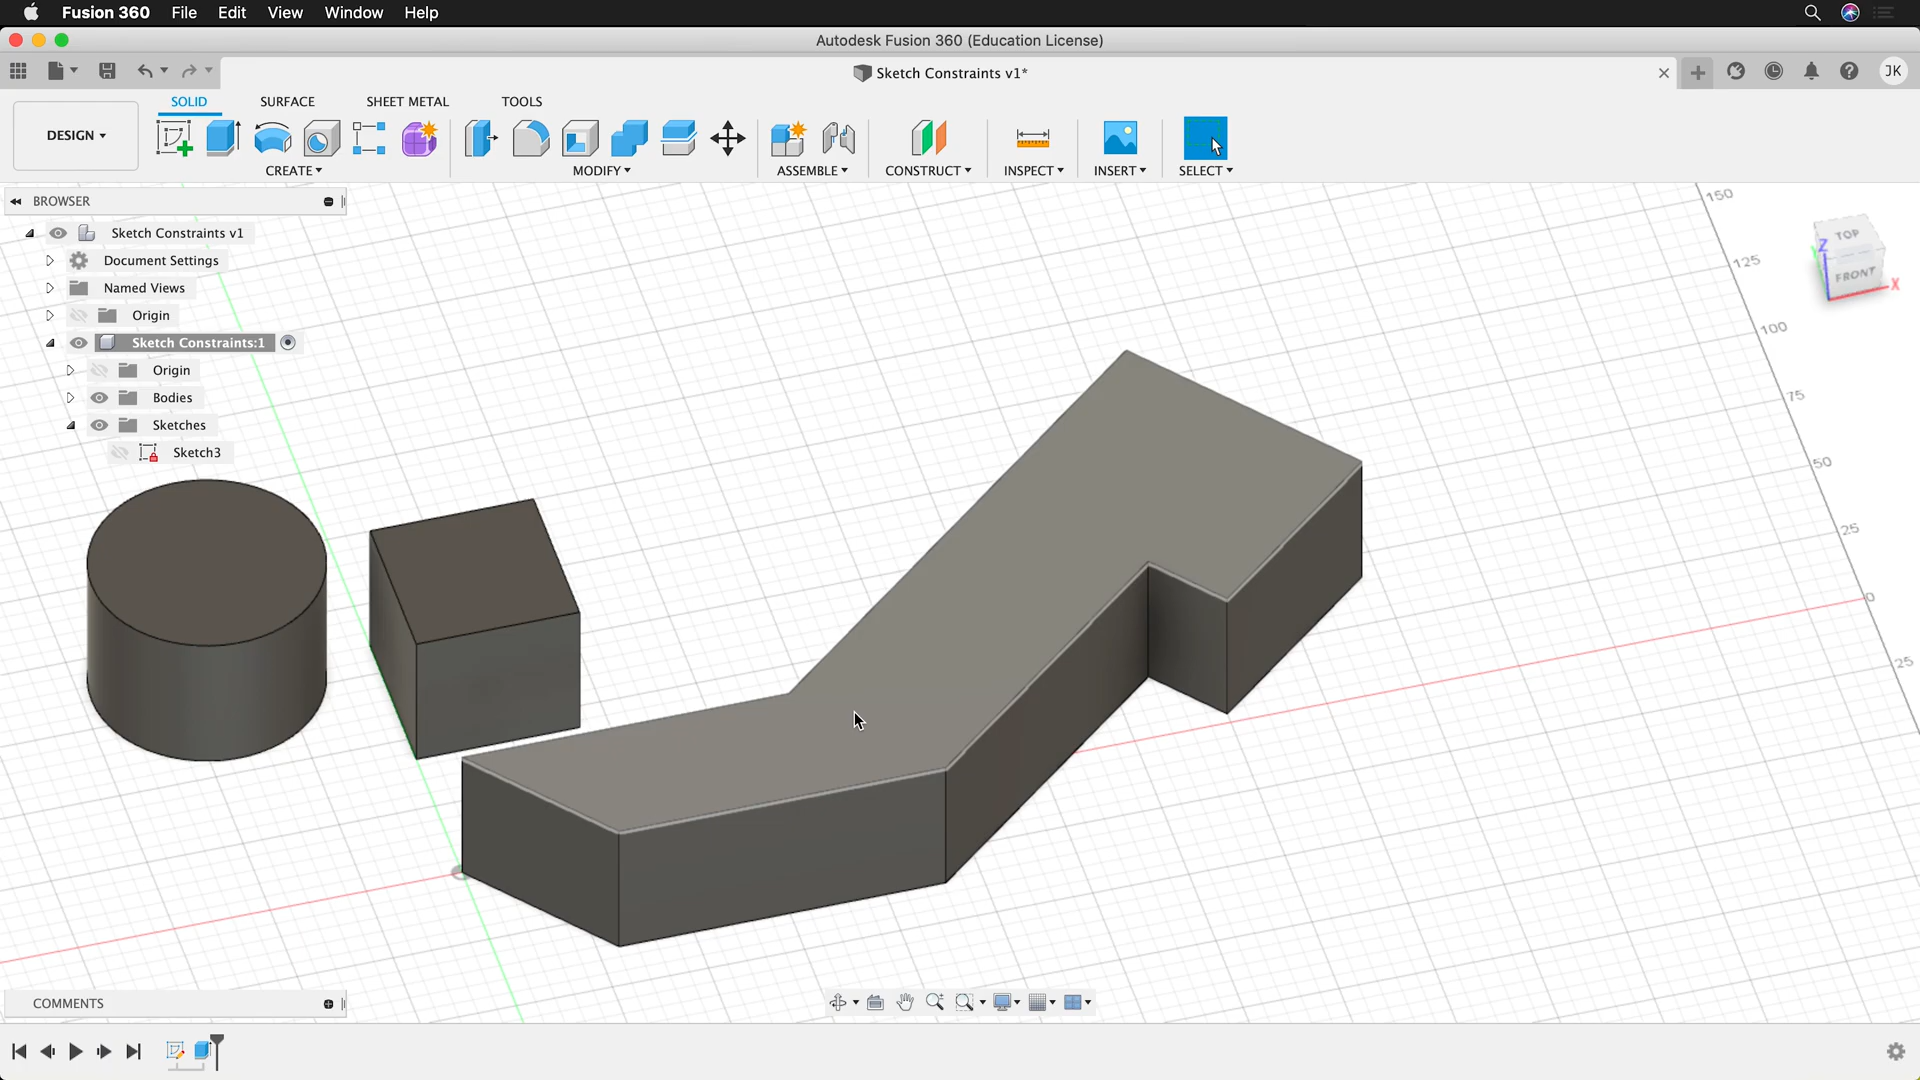 Fusion 360 File Edit View Window Help
Autodesk Fusion 360 (Education License)
Sketch Constraints v1*
JK
DESIGN
SOLID SURFACE SHEET METAL TOOLS
CREATE MODIFY ASSEMBLE CONSTRUCT INSPECT INSERT SELECT
BROWSER
Sketch Constraints v1
Document Settings
Named Views
Origin
Sketch Constraints:1
Origin
Bodies
Sketches
Sketch3
150
125
100
75
50
25
0
25
TOP
Z
FRONT
X
COMMENTS